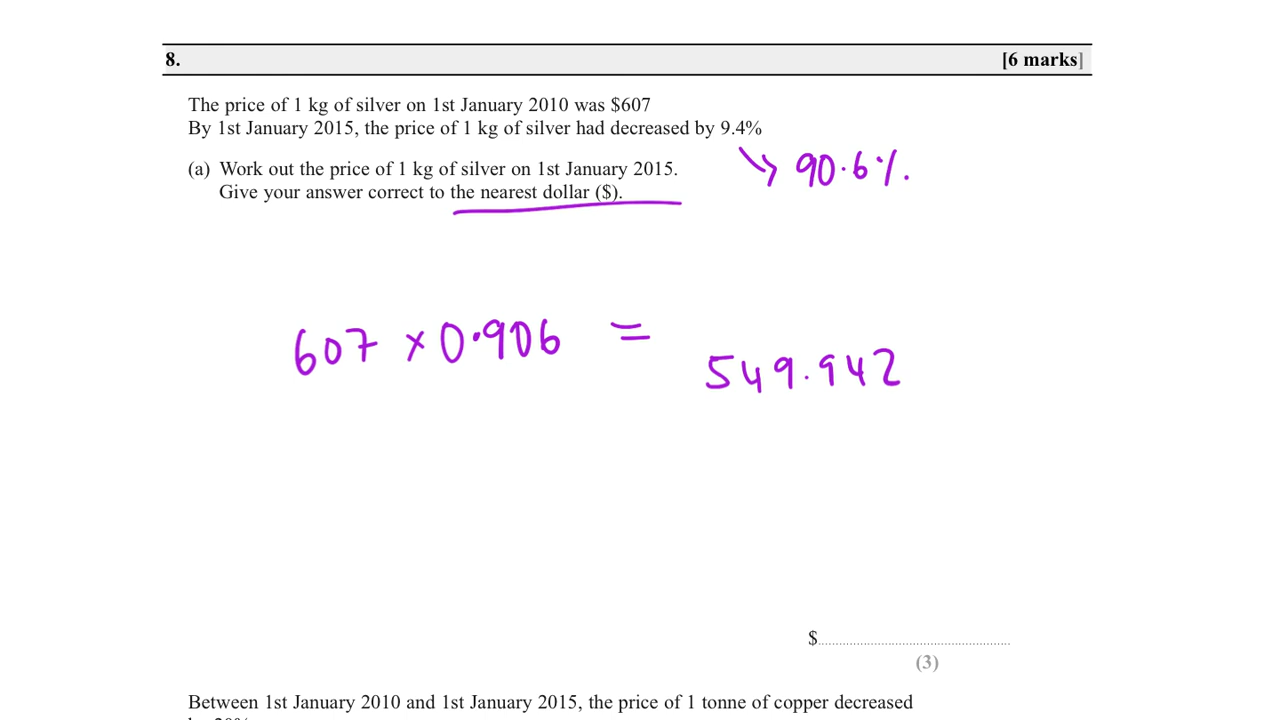 8. [6 marks]
The price of 1 kg of silver on 1st January 2010 was $607
By 1st January 2015, the price of 1 kg of silver had decreased by 9.4%
(a) Work out the price of 1 kg of silver on 1st January 2015.
90.6%.
Give your answer correct to the nearest dollar ($).
607 × 0.906 =
549.942
$..........................................................
(3)
Between 1st January 2010 and 1st January 2015, the price of 1 tonne of copper decreased